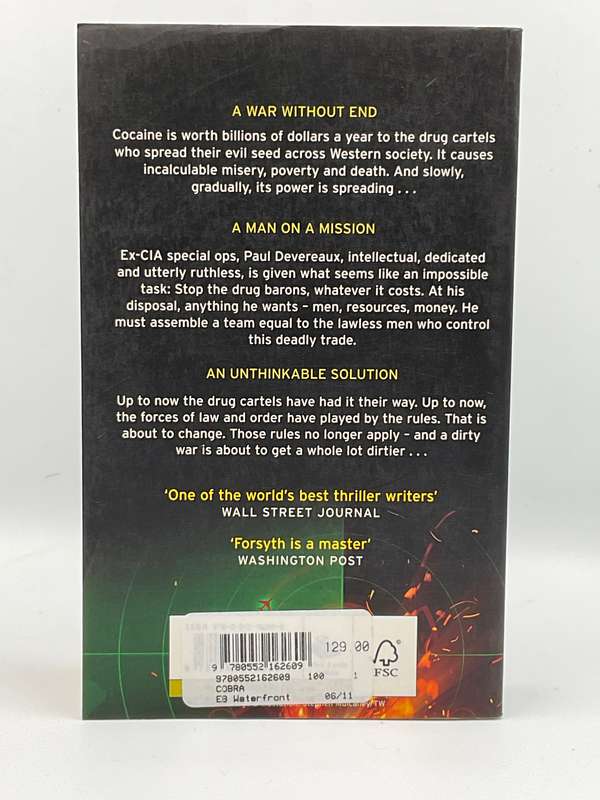 A WAR WITHOUT END
Cocaine is worth billions of dollars a year to the drug cartels
who spread their evil seed across Western society. It causes
incalculable misery, poverty and death. And slowly,
gradually, its power is spreading . . .
A MAN ON A MISSION
Ex-CIA special ops, Paul Devereaux, intellectual, dedicated
and utterly ruthless, is given what seems like an impossible
task: Stop the drug barons, whatever it costs. At his
disposal, anything he wants – men, resources, money. He
must assemble a team equal to the lawless men who control
this deadly trade.
AN UNTHINKABLE SOLUTION
Up to now the drug cartels have had it their way. Up to now,
the forces of law and order have played by the rules. That is
about to change. Those rules no longer apply – and a dirty
war is about to get a whole lot dirtier . . .
‘One of the world’s best thriller writers’
WALL STREET JOURNAL
‘Forsyth is a master’
WASHINGTON POST
129.00
9 780552 162609
FSC
9780552162609 100 1
COBRA
EB Waterfront 06/11
Stephen Mulcahey/TW